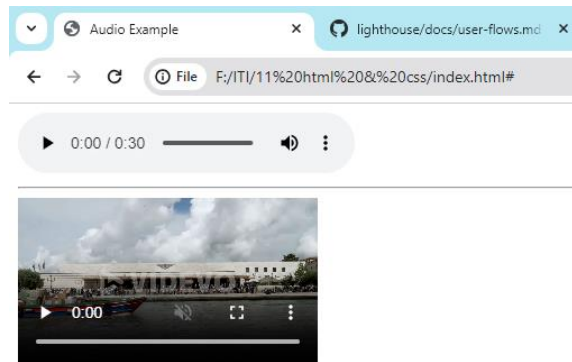 Audio Example
lighthouse/docs/user-flows.md
File F:/ITI/11%20html%20&%20css/index.html#
0:00 / 0:30
VIDEVO
0:00